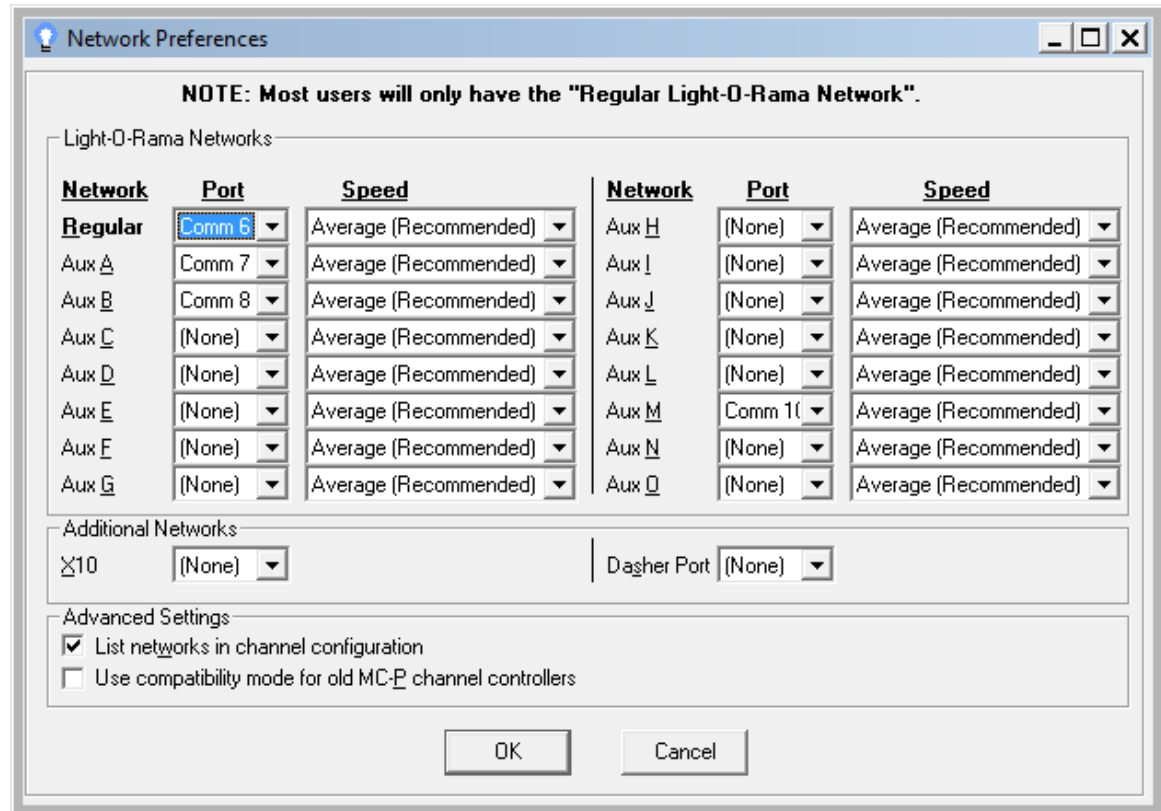 Network Preferences
NOTE: Most users will only have the "Regular Light-O-Rama Network".
Light-O-Rama Networks
Network Port Speed Network Port Speed
Regular Comm 6 Average (Recommended) Aux H (None) Average (Recommended)
Aux A Comm 7 Average (Recommended) Aux I (None) Average (Recommended)
Aux B Comm 8 Average (Recommended) Aux J (None) Average (Recommended)
Aux C (None) Average (Recommended) Aux K (None) Average (Recommended)
Aux D (None) Average (Recommended) Aux L (None) Average (Recommended)
Aux E (None) Average (Recommended) Aux M Comm 10 Average (Recommended)
Aux F (None) Average (Recommended) Aux N (None) Average (Recommended)
Aux G (None) Average (Recommended) Aux O (None) Average (Recommended)
Additional Networks
X10 (None) Dasher Port (None)
Advanced Settings
List networks in channel configuration
Use compatibility mode for old MC-P channel controllers
OK Cancel